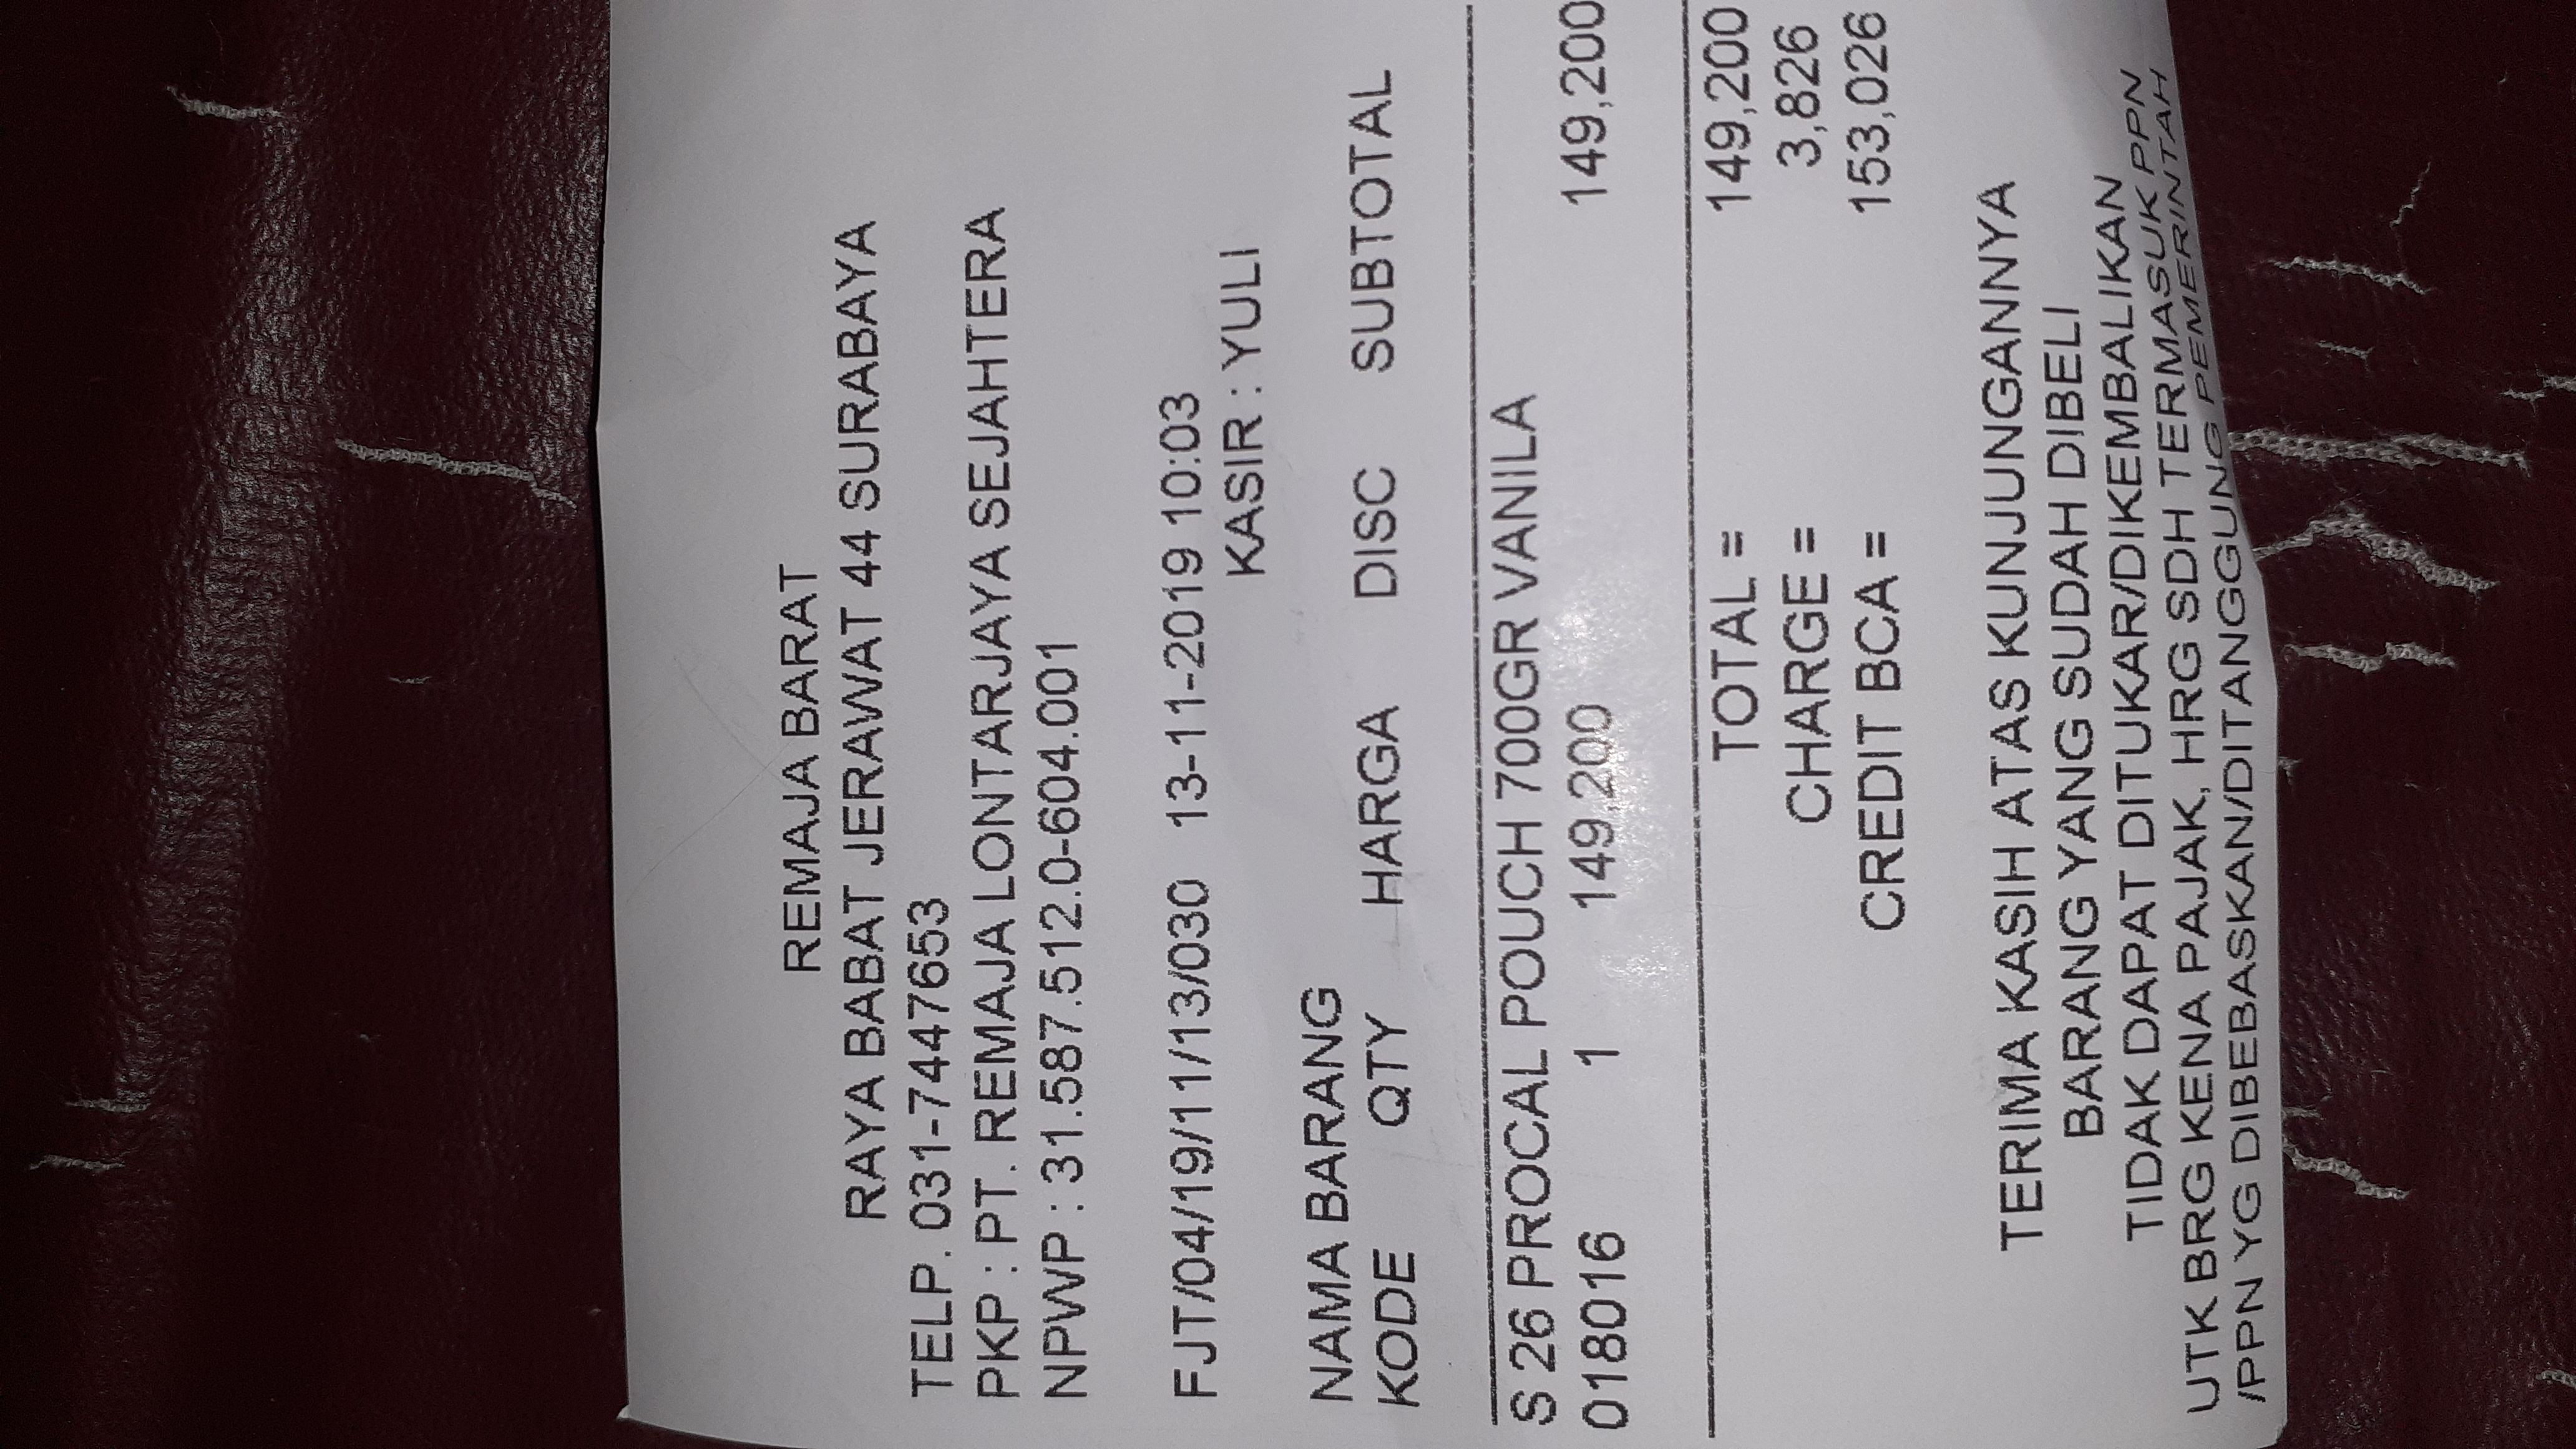 REMAJA BARAT
RAYA BABAT JERAWAT 44 SURABAYA
TELP. 031-7447653
PKP : PT. REMAJA LONTARJAYA SEJAHTERA
NPWP : 31.587.512.0-604.001
FJT/04/19/11/13/030 13-11-2019 10:03
KASIR : YULI
NAMA BARANG
KODE QTY HARGA DISC SUBTOTAL
S 26 PROCAL POUCH 700GR VANILA
018016 1 149,200 149,200
TOTAL = 149,200
CHARGE = 3,826
CREDIT BCA = 153,026
TERIMA KASIH ATAS KUNJUNGANNYA
BARANG YANG SUDAH DIBELI
TIDAK DAPAT DITUKAR/DIKEMBALIKAN
UTK BRG KENA PAJAK, HRG SDH TERMASUK PPN
/PPN YG DIBEBASKAN/DITANGGUNG PEMERINTAH